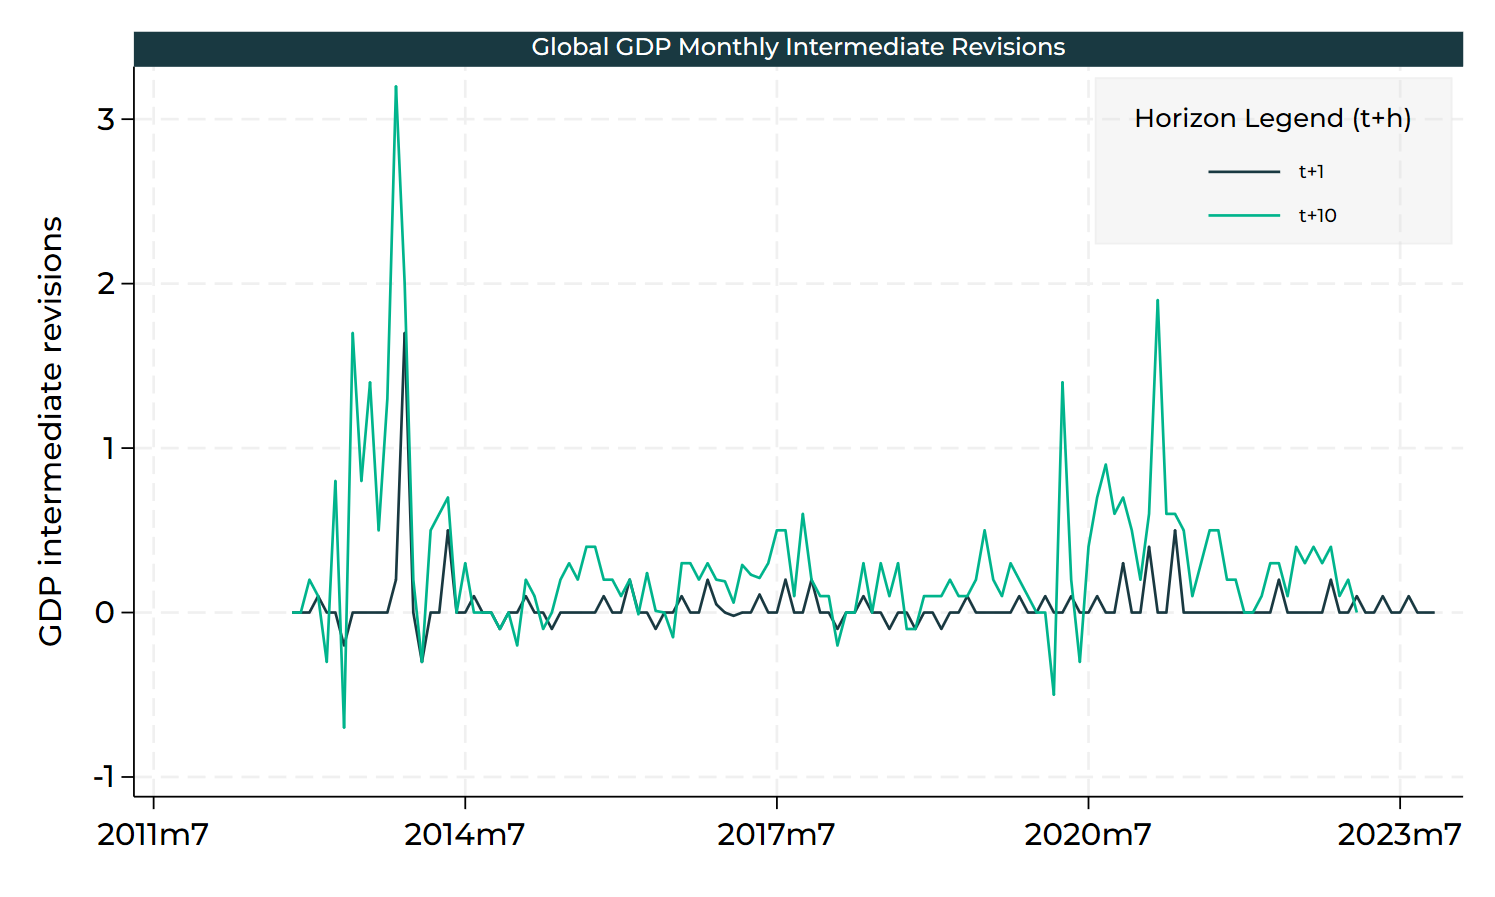 Global GDP Monthly Intermediate Revisions
Horizon Legend (t+h)
t+1
t+10
GDP intermediate revisions
3
2
1
0
-1
2011m7
2014m7
2017m7
2020m7
2023m7